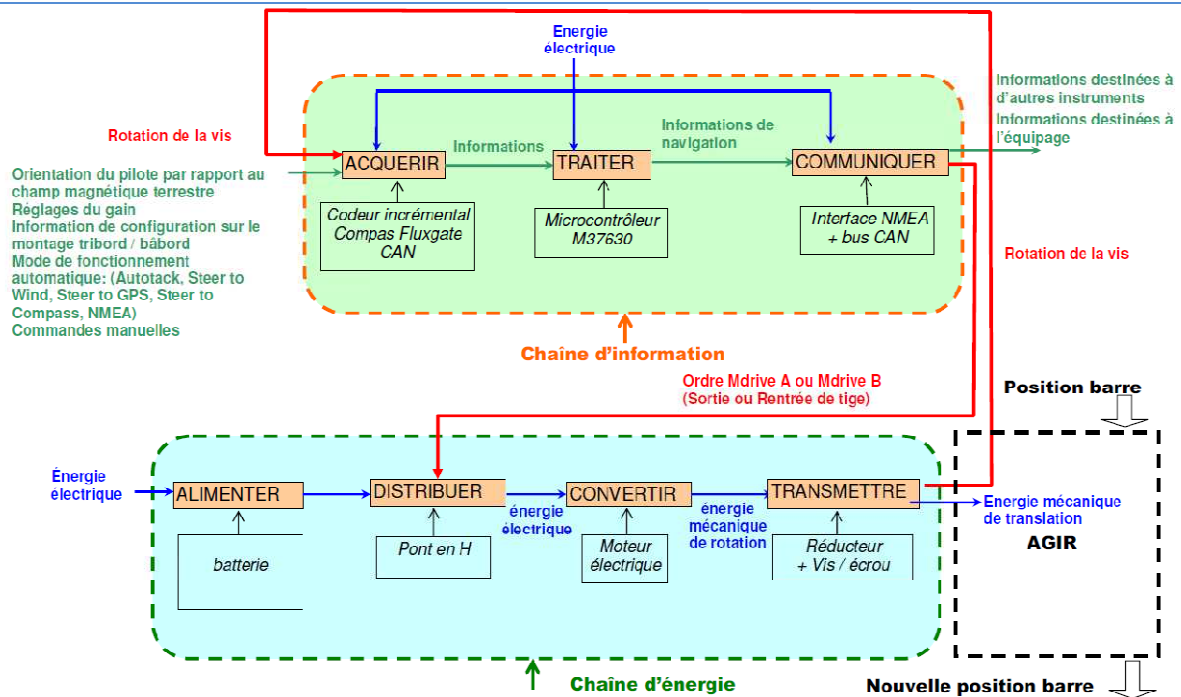 Energie
électrique
Informations destinées à
d'autres instruments
Informations destinées à
l'équipage
Rotation de la vis
Informations
Informations de
navigation
ACQUERIR
TRAITER
COMMUNIQUER
Orientation du pilote par rapport au
champ magnétique terrestre
Réglages du gain
Information de configuration sur le
montage tribord / bâbord
Mode de fonctionnement
automatique: (Autotack, Steer to
Wind, Steer to GPS, Steer to
Compass, NMEA)
Commandes manuelles
Codeur incrémental
Compas Fluxgate
CAN
Microcontrôleur
M37630
Interface NMEA
+ bus CAN
Rotation de la vis
Chaîne d'information
Ordre Mdrive A ou Mdrive B
(Sortie ou Rentrée de tige)
Position barre
Énergie
électrique
ALIMENTER
DISTRIBUER
CONVERTIR
TRANSMETTRE
énergie
électrique
énergie
mécanique
de rotation
Energie mécanique
de translation
AGIR
batterie
Pont en H
Moteur
électrique
Réducteur
+ Vis / écrou
Chaîne d'énergie
Nouvelle position barre